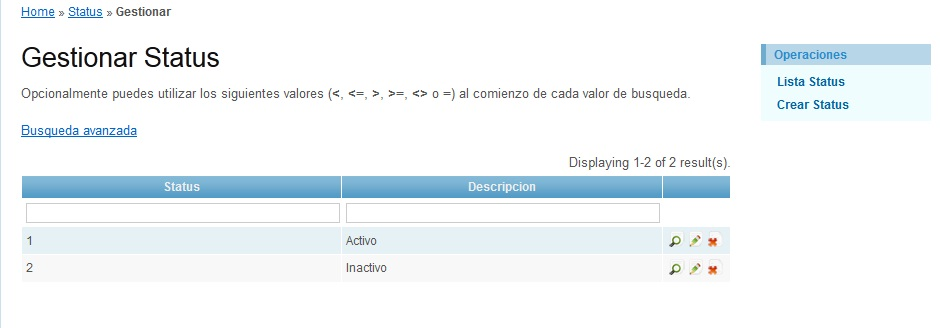 Home » Status » Gestionar
Gestionar Status
Opcionalmente puedes utilizar los siguientes valores (<, <=, >, >=, <> o =) al comienzo de cada valor de busqueda.
Busqueda avanzada
Displaying 1-2 of 2 result(s).
Status Descripcion
1 Activo
2 Inactivo
Operaciones
Lista Status
Crear Status